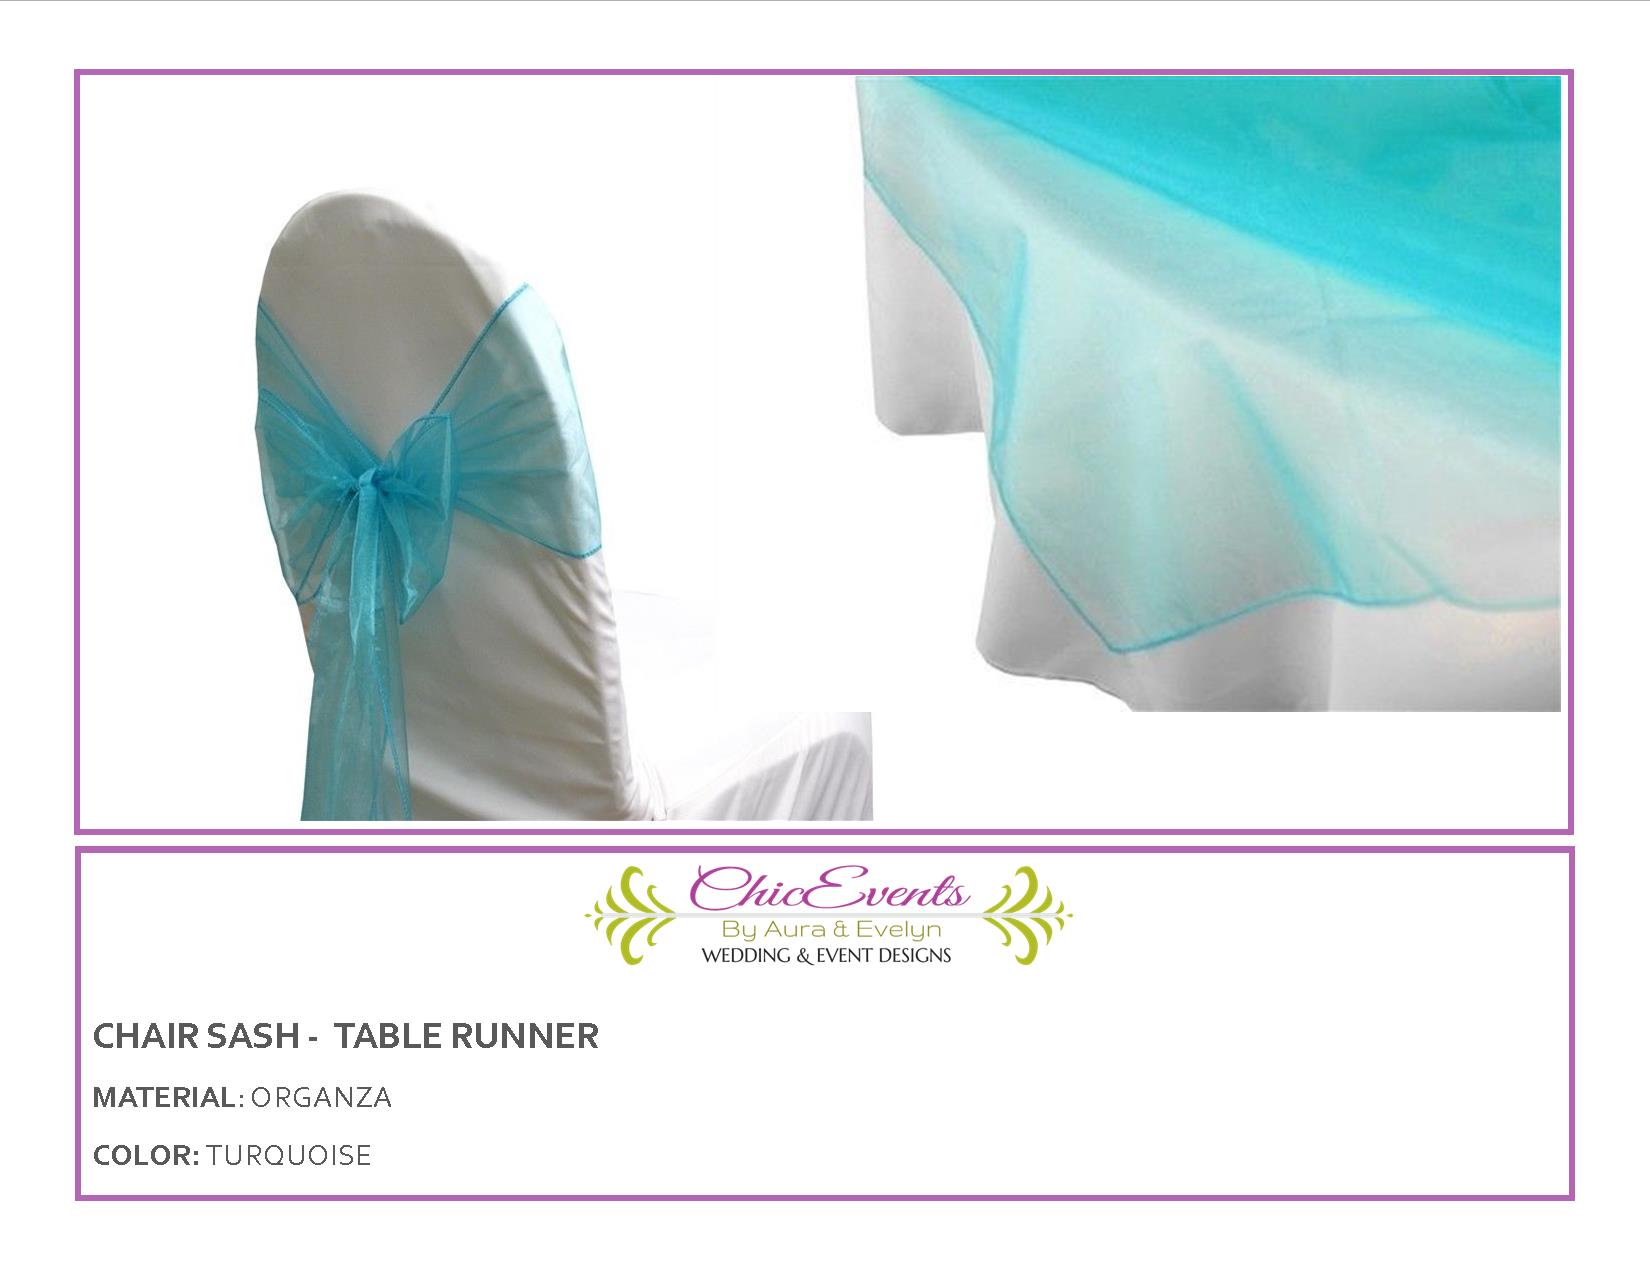 ChicEvents
By Aura & Evelyn
WEDDING & EVENT DESIGNS
CHAIR SASH - TABLE RUNNER
MATERIAL: ORGANZA
COLOR: TURQUOISE